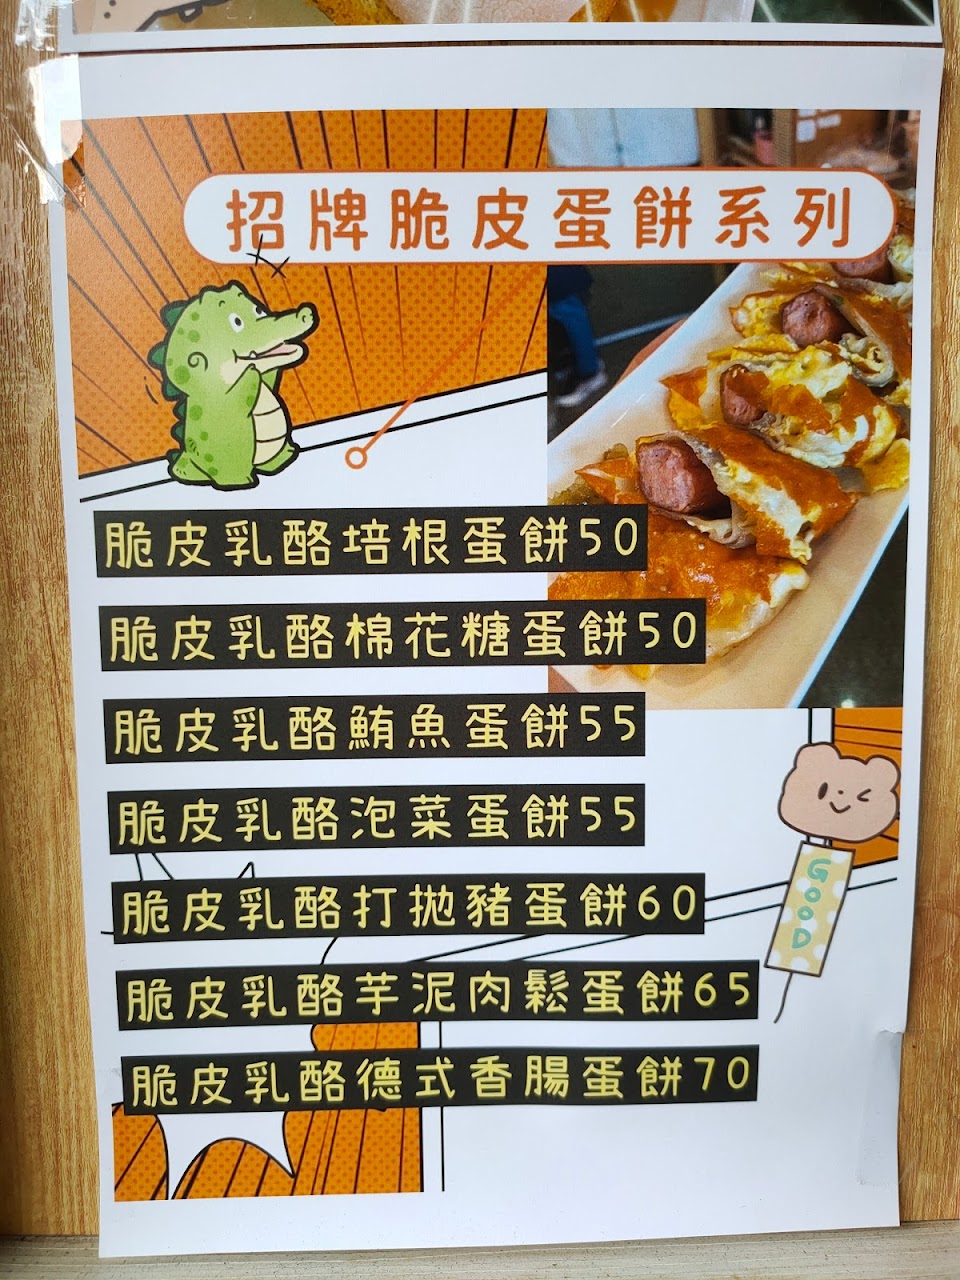 招牌脆皮蛋餅系列
脆皮乳酪培根蛋餅50
脆皮乳酪棉花糖蛋餅50
脆皮乳酪鮪魚蛋餅55
脆皮乳酪泡菜蛋餅55
脆皮乳酪打拋豬蛋餅60
脆皮乳酪芋泥肉鬆蛋餅65
脆皮乳酪德式香腸蛋餅70
GOOD